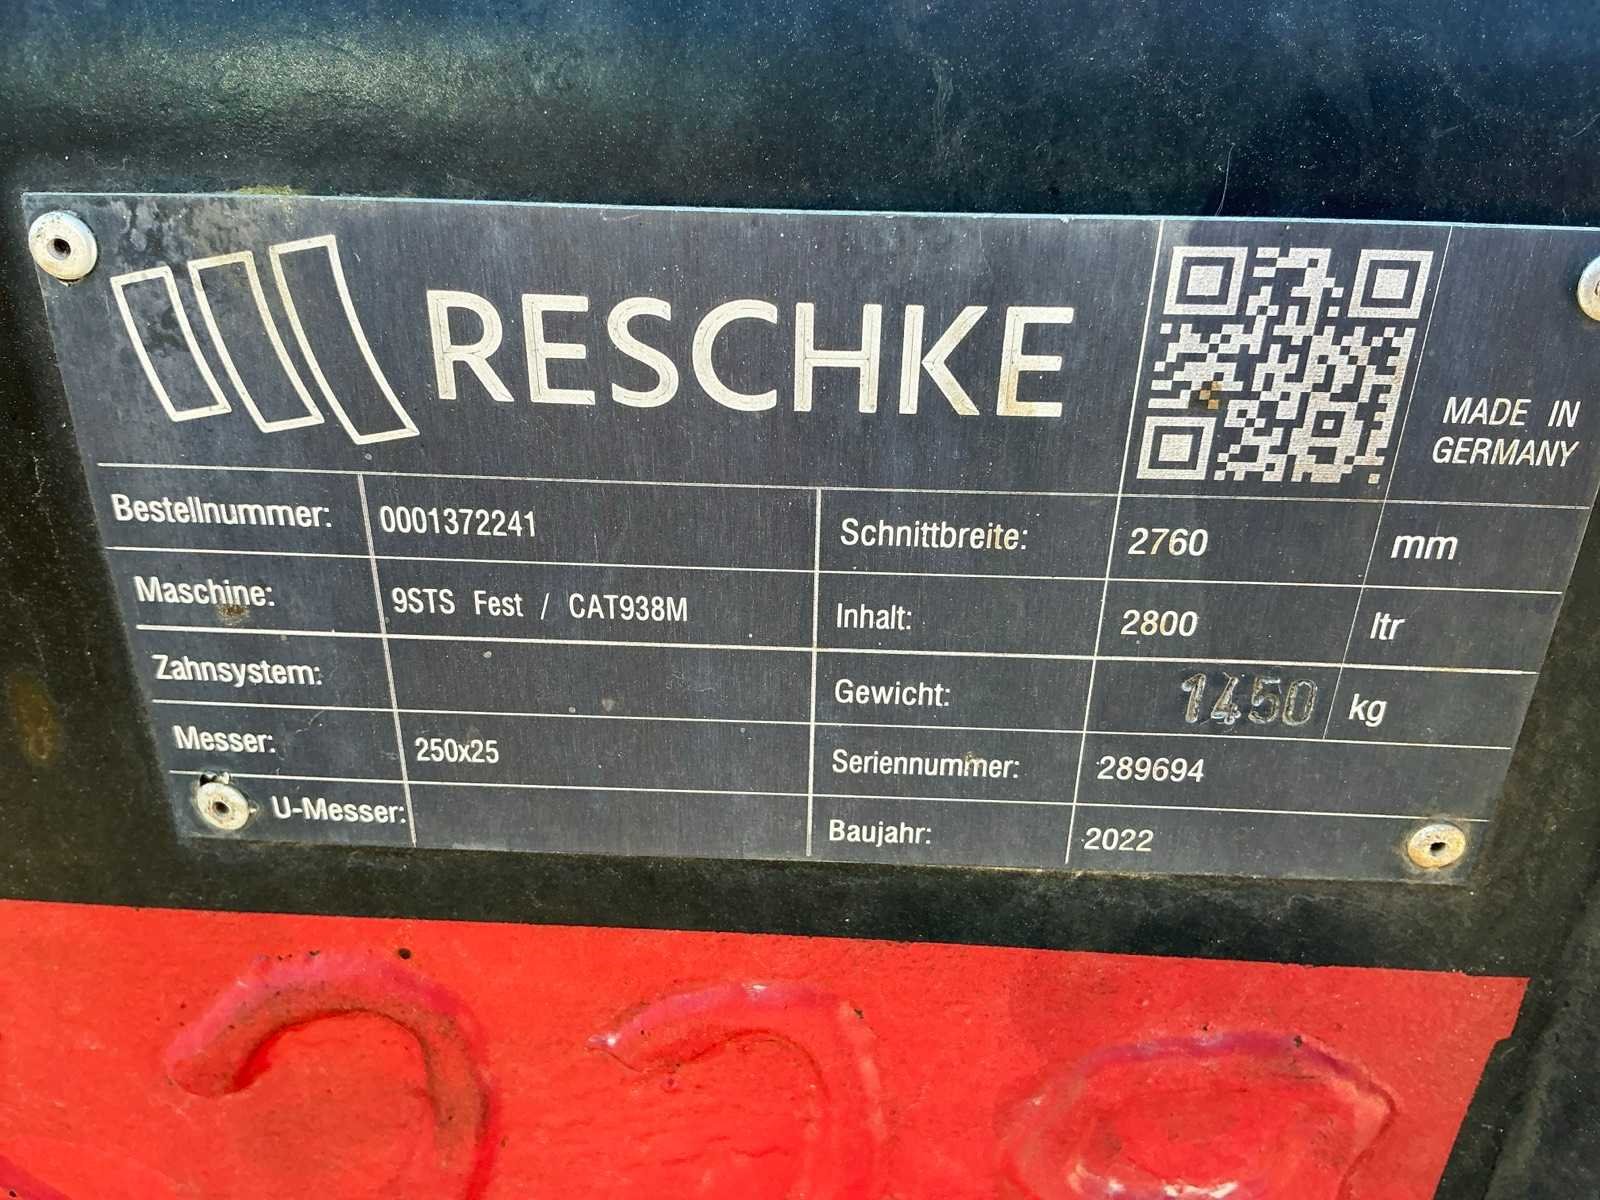 RESCHKE
MADE IN
GERMANY
Bestellnummer: 0001372241 Schnittbreite: 2760 mm
Maschine: 9STS Fest / CAT938M Inhalt: 2800 ltr
Zahnsystem: Gewicht: 1450 kg
Messer: 250x25 Seriennummer: 289694
U-Messer: Baujahr: 2022